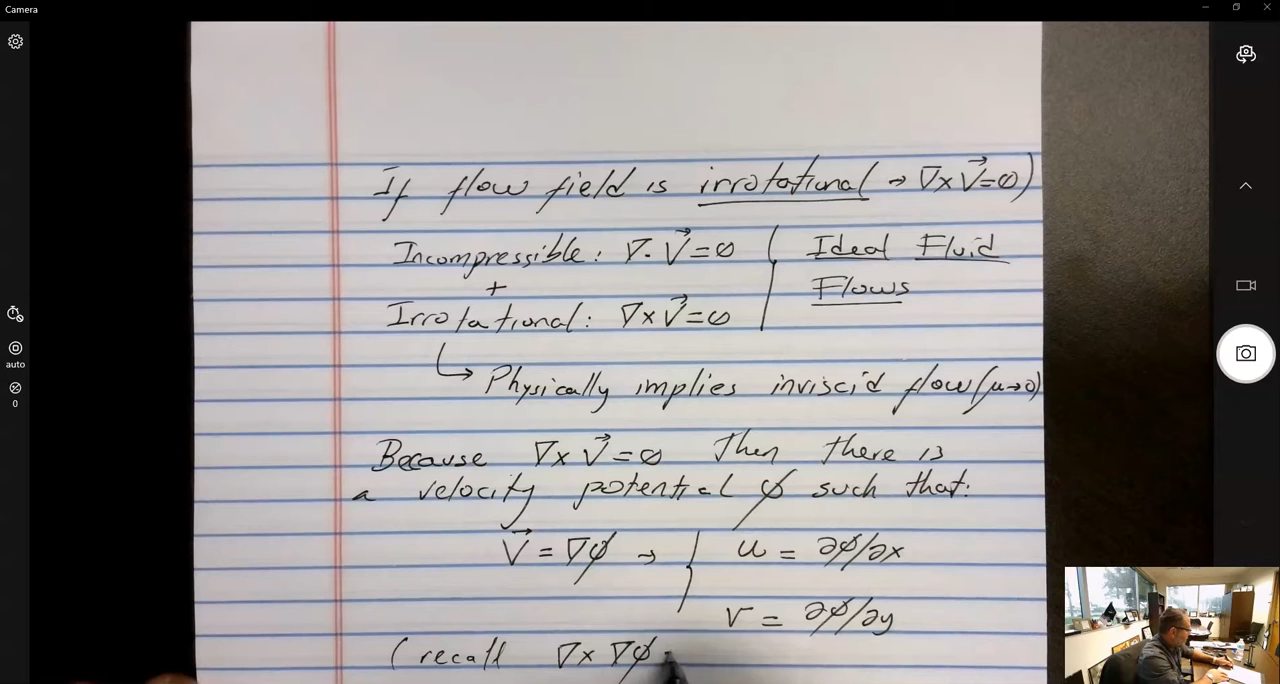 Camera
If flow field is irrotational → ∇×V⃗=0)
Incompressible: ∇·V⃗=0 Ideal Fluid
+ Flows
Irrotational: ∇×V⃗=0
↳ Physically implies inviscid flow (μ→0)
Because ∇×V⃗=0 Then there is
a velocity potential φ such that:
V⃗ = ∇φ → { u = ∂φ/∂x
v = ∂φ/∂y
(recall ∇×∇φ
auto
0